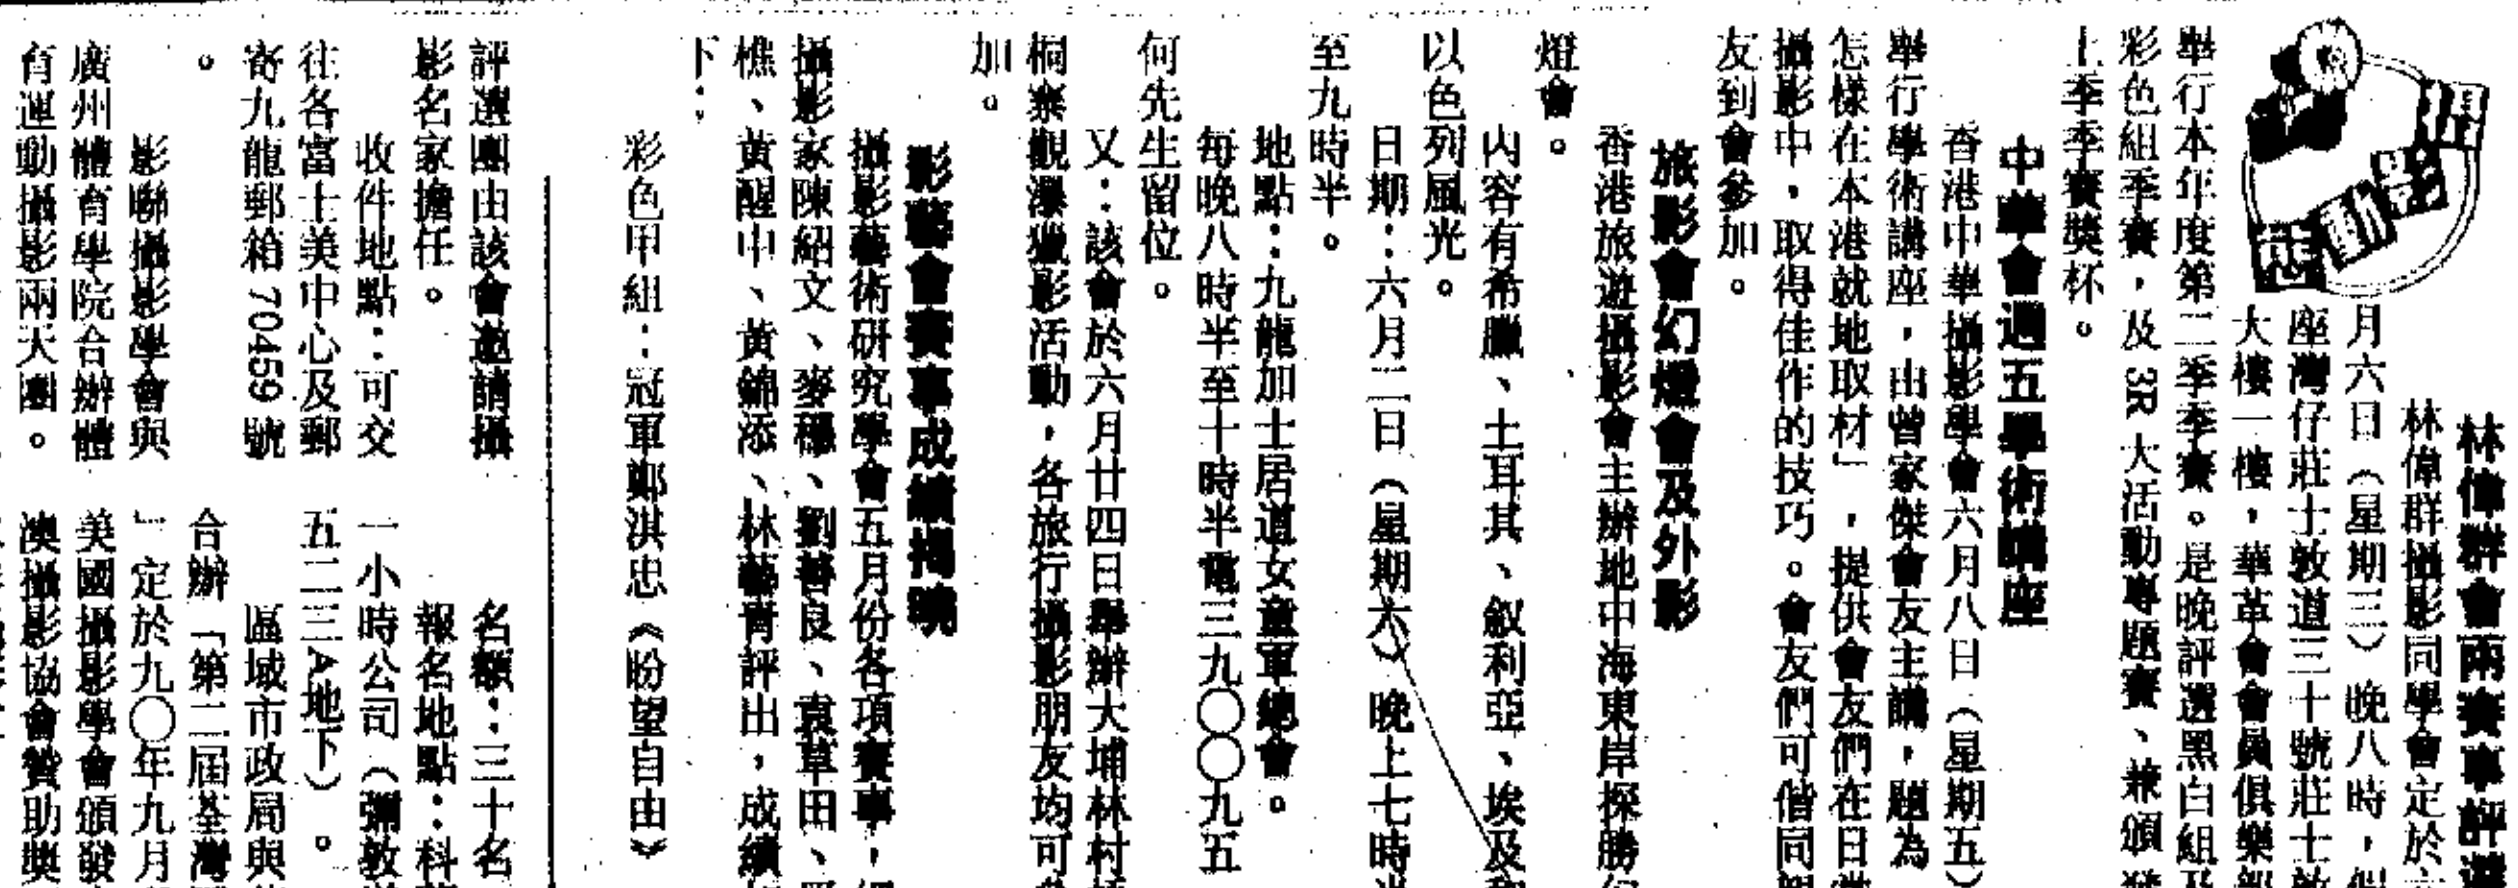 林偉群會兩賽事評選
林偉群攝影同學會定於六
月六日（星期三）晚八時，假
座灣仔莊士敦道三十號莊士敦
大樓一樓，華革會會員俱樂部
舉行本年度第二季季賽。是晚評選黑白組及
彩色組季賽，及3R大活動專題賽、兼頒發
上季季賽獎杯。
中華會週五學術講座
香港中華攝影學會六月八日（星期五）
舉行學術講座，由曾家傑會友主講，題為
怎樣在本港就地取材」，提供會友們在日常
攝影中，取得佳作的技巧。會友們可偕同朋
友到會參加。
旅影會幻燈會及外影
香港旅遊攝影會主辦地中海東岸探勝幻
燈會。
內容有希臘、土耳其、叙利亞、埃及和
以色列風光。
日期：六月二日（星期六）晚上七時半
至九時半。
地點：九龍加士居道女童軍總會。
每晚八時半至十時半電三九〇〇九五
何先生留位。
又：該會於六月廿四日舉辦大埔林村梧
桐寨觀瀑獵影活動，各旅行攝影朋友均可參
加。
影藝會賽事成績揭曉
攝影藝術研究學會五月份各項賽事，
攝影家陳紹文、麥穗、劉善良、袁草田、
樵、黃醒中、黃錦添、林藝青評出，成績如
下：
彩色甲組：冠軍鄭淇忠《盼望自由》
評選團由該會邀請攝
影名家擔任。
收件地點：可交
往各富士美中心及郵
寄九龍郵箱70459號
。
影聯攝影學會與
廣州體育學院合辦體
育運動攝影兩天團。
名額：三十名
報名地點：科
一小時公司（彌敦道
五二三A地下）。
區域市政局與
合辦「第二屆荃灣
」定於九〇年九月
美國攝影學會頒發
澳攝影協會贊助獎